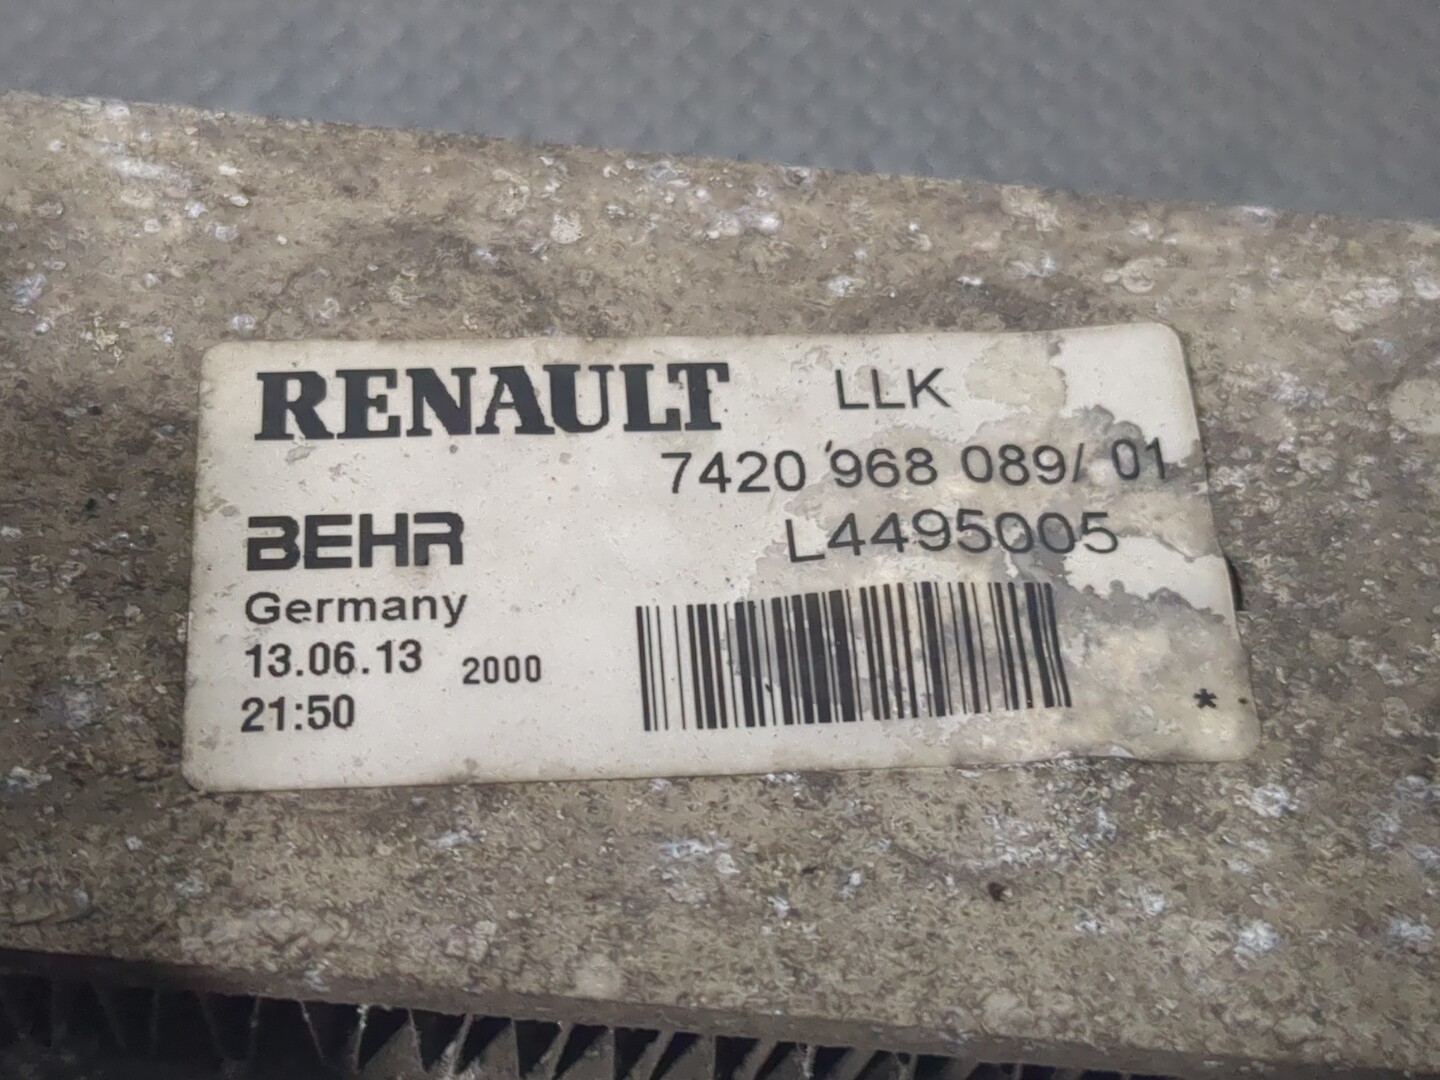 RENAULT LLK
7420 968 089/ 01
BEHR L4495005
Germany
13.06.13 2000
21:50
*